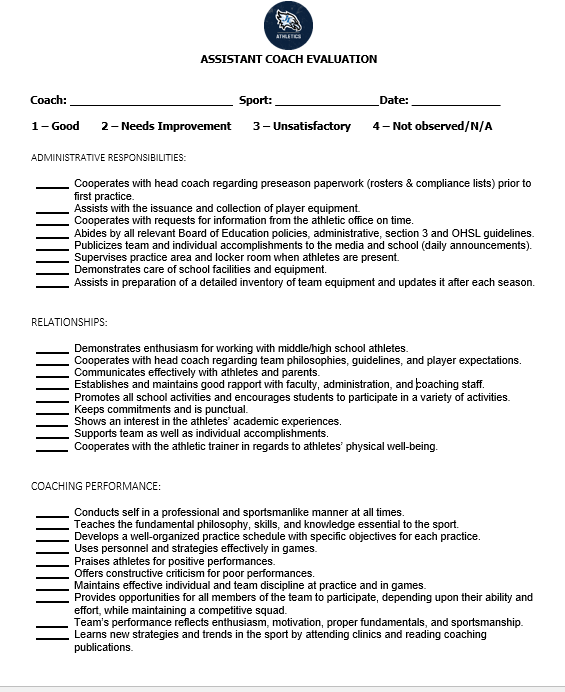 ATHLETICS
ASSISTANT COACH EVALUATION
Coach: ________________________ Sport: _______________Date: _____________
1 – Good 2 – Needs Improvement 3 – Unsatisfactory 4 – Not observed/N/A
ADMINISTRATIVE RESPONSIBILITIES:
_____ Cooperates with head coach regarding preseason paperwork (rosters & compliance lists) prior to
first practice.
_____ Assists with the issuance and collection of player equipment.
_____ Cooperates with requests for information from the athletic office on time.
_____ Abides by all relevant Board of Education policies, administrative, section 3 and OHSL guidelines.
_____ Publicizes team and individual accomplishments to the media and school (daily announcements).
_____ Supervises practice area and locker room when athletes are present.
_____ Demonstrates care of school facilities and equipment.
_____ Assists in preparation of a detailed inventory of team equipment and updates it after each season.
RELATIONSHIPS:
_____ Demonstrates enthusiasm for working with middle/high school athletes.
_____ Cooperates with head coach regarding team philosophies, guidelines, and player expectations.
_____ Communicates effectively with athletes and parents.
_____ Establishes and maintains good rapport with faculty, administration, and coaching staff.
_____ Promotes all school activities and encourages students to participate in a variety of activities.
_____ Keeps commitments and is punctual.
_____ Shows an interest in the athletes’ academic experiences.
_____ Supports team as well as individual accomplishments.
_____ Cooperates with the athletic trainer in regards to athletes’ physical well-being.
COACHING PERFORMANCE:
_____ Conducts self in a professional and sportsmanlike manner at all times.
_____ Teaches the fundamental philosophy, skills, and knowledge essential to the sport.
_____ Develops a well-organized practice schedule with specific objectives for each practice.
_____ Uses personnel and strategies effectively in games.
_____ Praises athletes for positive performances.
_____ Offers constructive criticism for poor performances.
_____ Maintains effective individual and team discipline at practice and in games.
_____ Provides opportunities for all members of the team to participate, depending upon their ability and
effort, while maintaining a competitive squad.
_____ Team’s performance reflects enthusiasm, motivation, proper fundamentals, and sportsmanship.
_____ Learns new strategies and trends in the sport by attending clinics and reading coaching
publications.